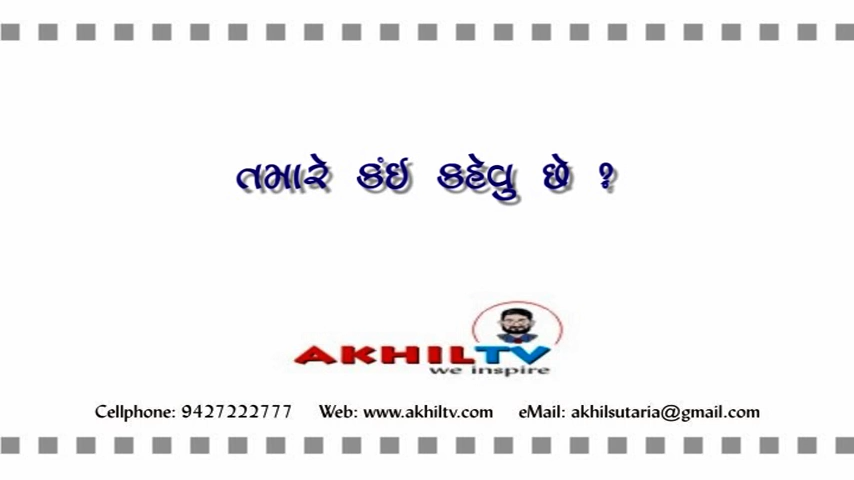 તમારે કંઇ કહેવુ છે ?
AKHILTV
we inspire
Cellphone: 9427222777 Web: www.akhiltv.com eMail: akhilsutaria@gmail.com